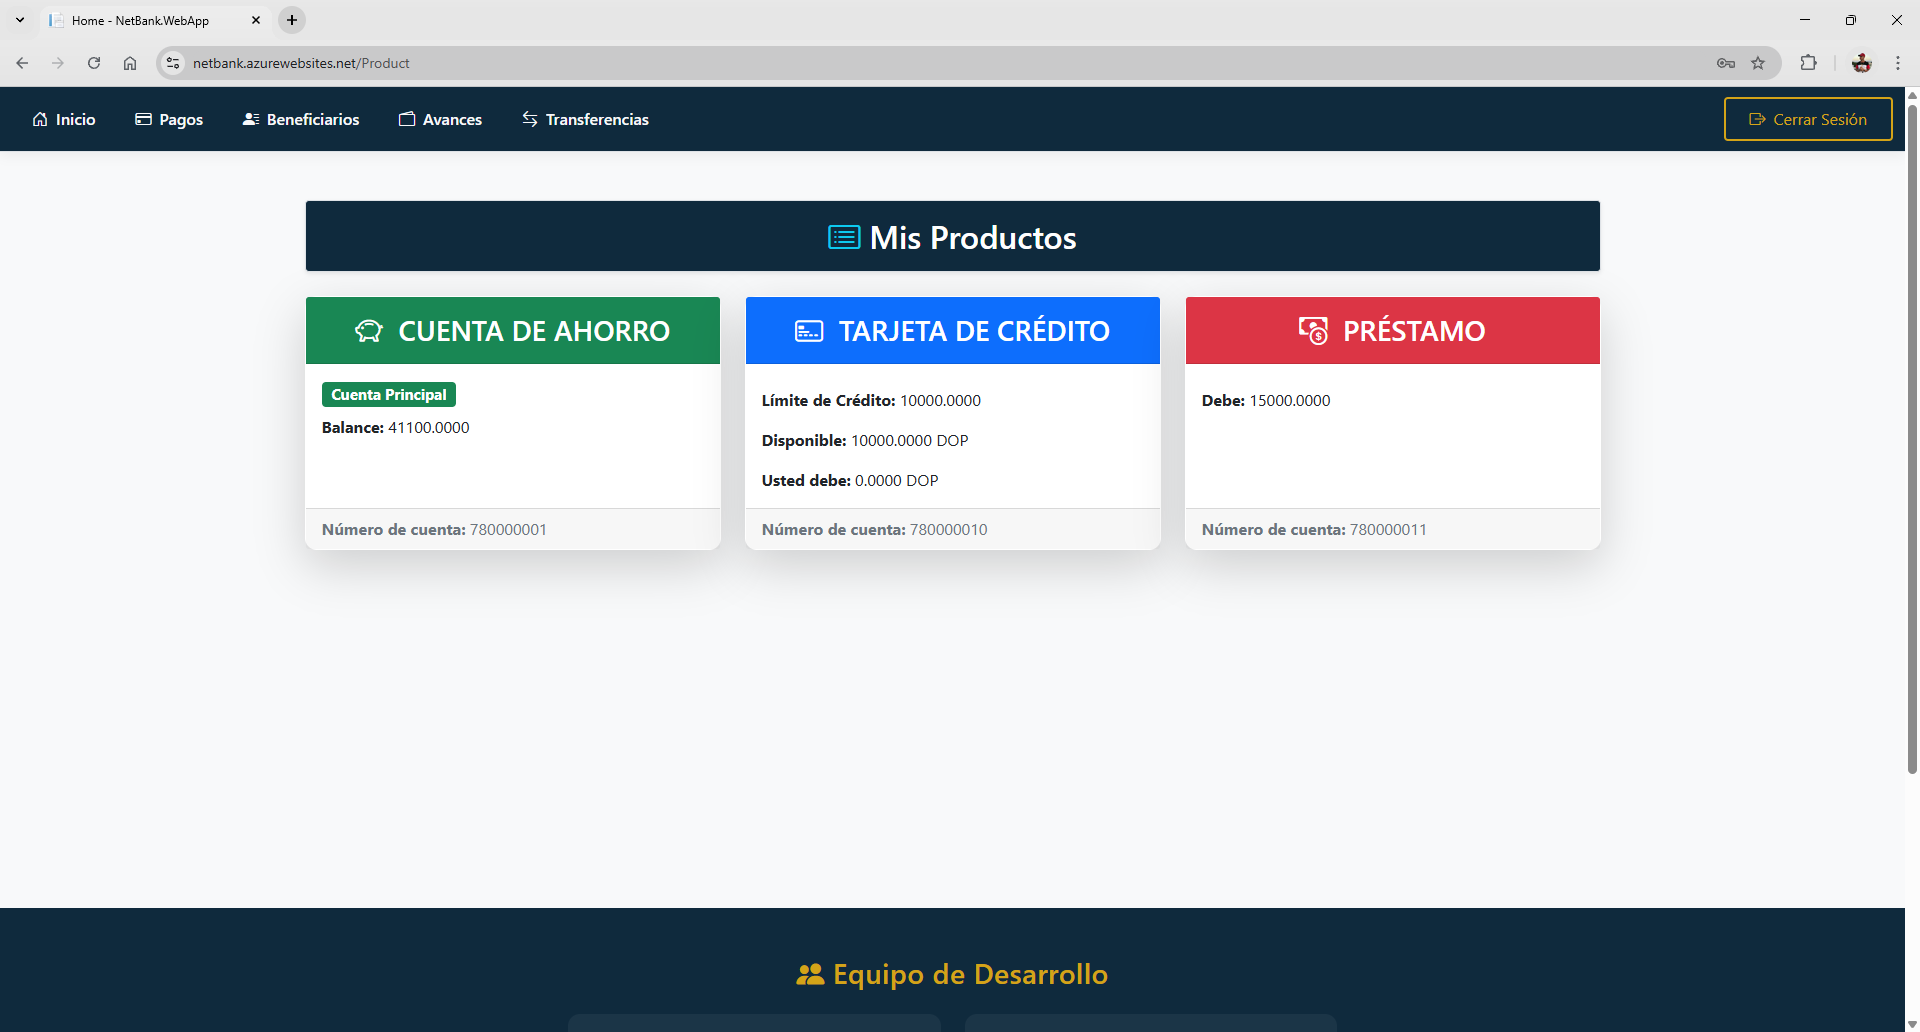 Home - NetBank.WebApp
netbank.azurewebsites.net/Product
Inicio
Pagos
Beneficiarios
Avances
Transferencias
Cerrar Sesión
Mis Productos
CUENTA DE AHORRO
Cuenta Principal
Balance: 41100.0000
Número de cuenta: 780000001
TARJETA DE CRÉDITO
Límite de Crédito: 10000.0000
Disponible: 10000.0000 DOP
Usted debe: 0.0000 DOP
Número de cuenta: 780000010
PRÉSTAMO
Debe: 15000.0000
Número de cuenta: 780000011
Equipo de Desarrollo